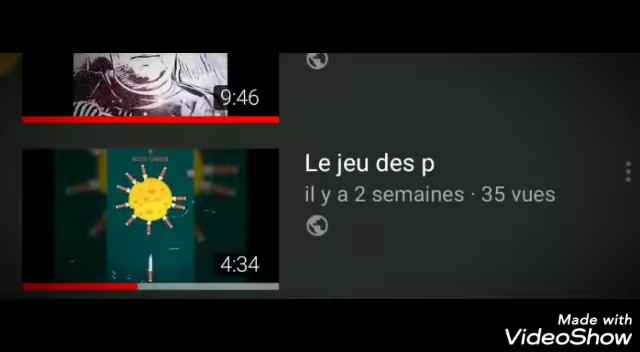 9:46
Le jeu des p
il y a 2 semaines · 35 vues
4:34
Made with
VideoShow